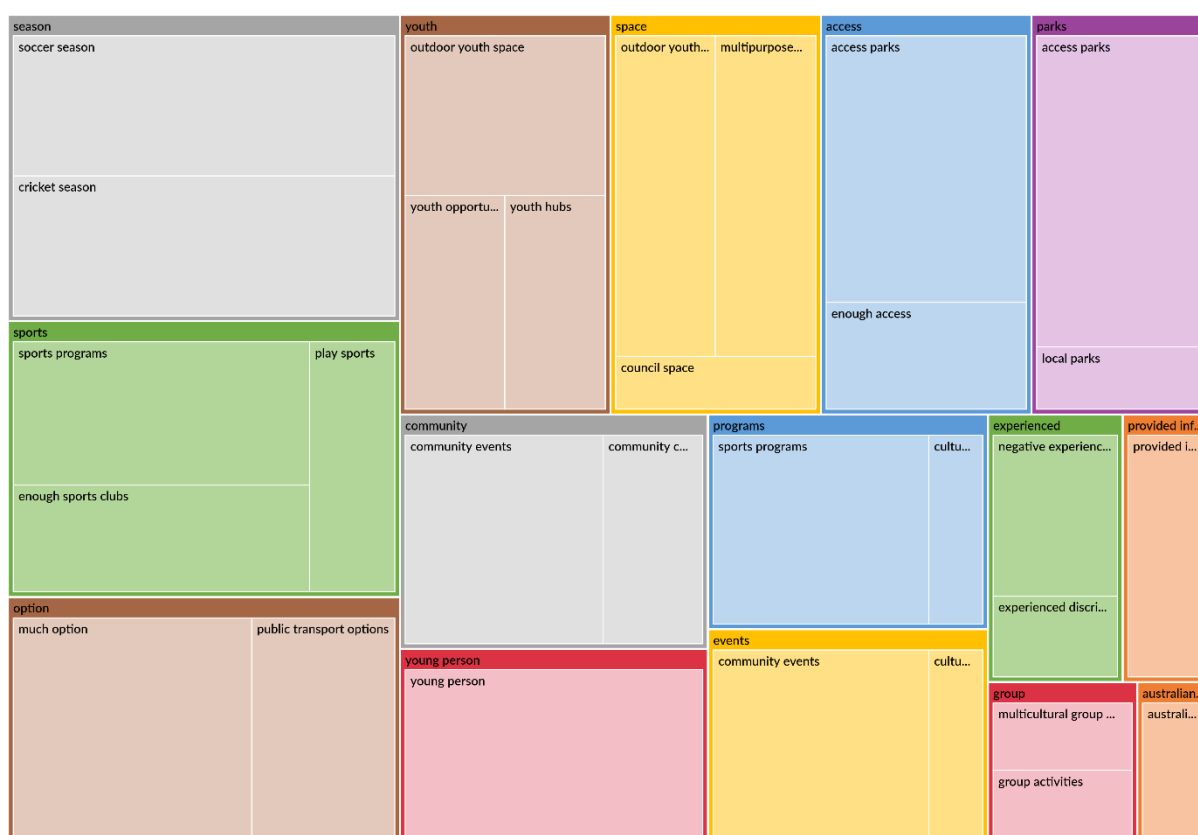 season
soccer season
cricket season
sports
sports programs
play sports
enough sports clubs
option
much option
public transport options
youth
outdoor youth space
youth opportu...
youth hubs
space
outdoor youth...
multipurpose...
council space
access
access parks
enough access
parks
access parks
local parks
community
community events
community c...
young person
young person
programs
sports programs
cultu...
events
community events
cultu...
experienced
negative experienc...
experienced discri...
provided inf...
provided i...
group
multicultural group ...
group activities
australian...
australi...